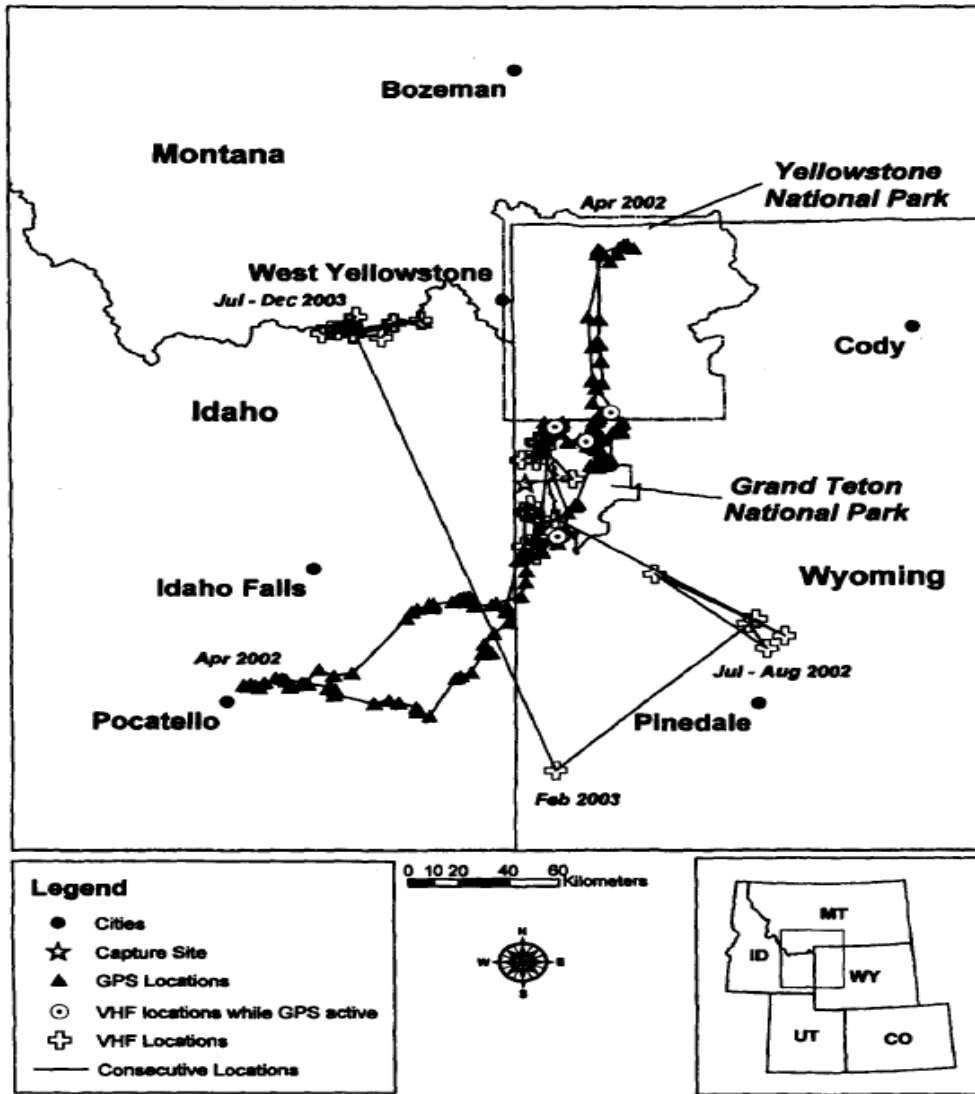 Bozeman
Montana
Yellowstone
National Park
Apr 2002
West Yellowstone
Jul - Dec 2003
Cody
Idaho
Grand Teton
National Park
Idaho Falls
Wyoming
Apr 2002
Jul - Aug 2002
Pocatello
Pinedale
Feb 2003
Legend
Cities
Capture Site
GPS Locations
VHF locations while GPS active
VHF Locations
Consecutive Locations
0 10 20 40 60
Kilometers
N
W E
S
MT
ID
WY
UT
CO